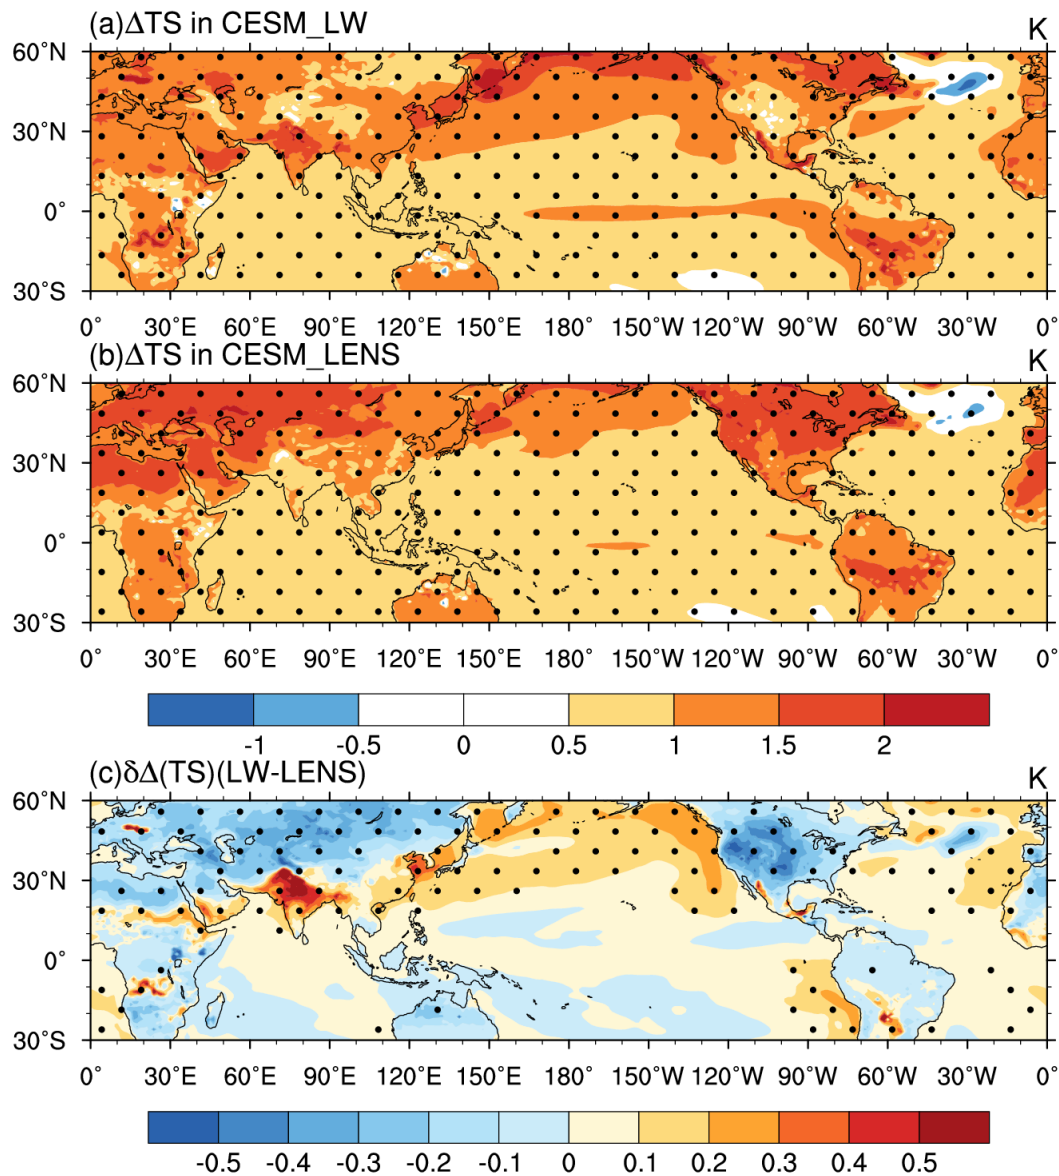 (a)ΔTS in CESM_LW K
60°N
30°N
0°
30°S
0° 30°E 60°E 90°E 120°E 150°E 180° 150°W 120°W 90°W 60°W 30°W 0°
(b)ΔTS in CESM_LENS K
60°N
30°N
0°
30°S
0° 30°E 60°E 90°E 120°E 150°E 180° 150°W 120°W 90°W 60°W 30°W 0°
-1 -0.5 0 0.5 1 1.5 2
(c)δΔ(TS)(LW-LENS) K
60°N
30°N
0°
30°S
0° 30°E 60°E 90°E 120°E 150°E 180° 150°W 120°W 90°W 60°W 30°W 0°
-0.5 -0.4 -0.3 -0.2 -0.1 0 0.1 0.2 0.3 0.4 0.5